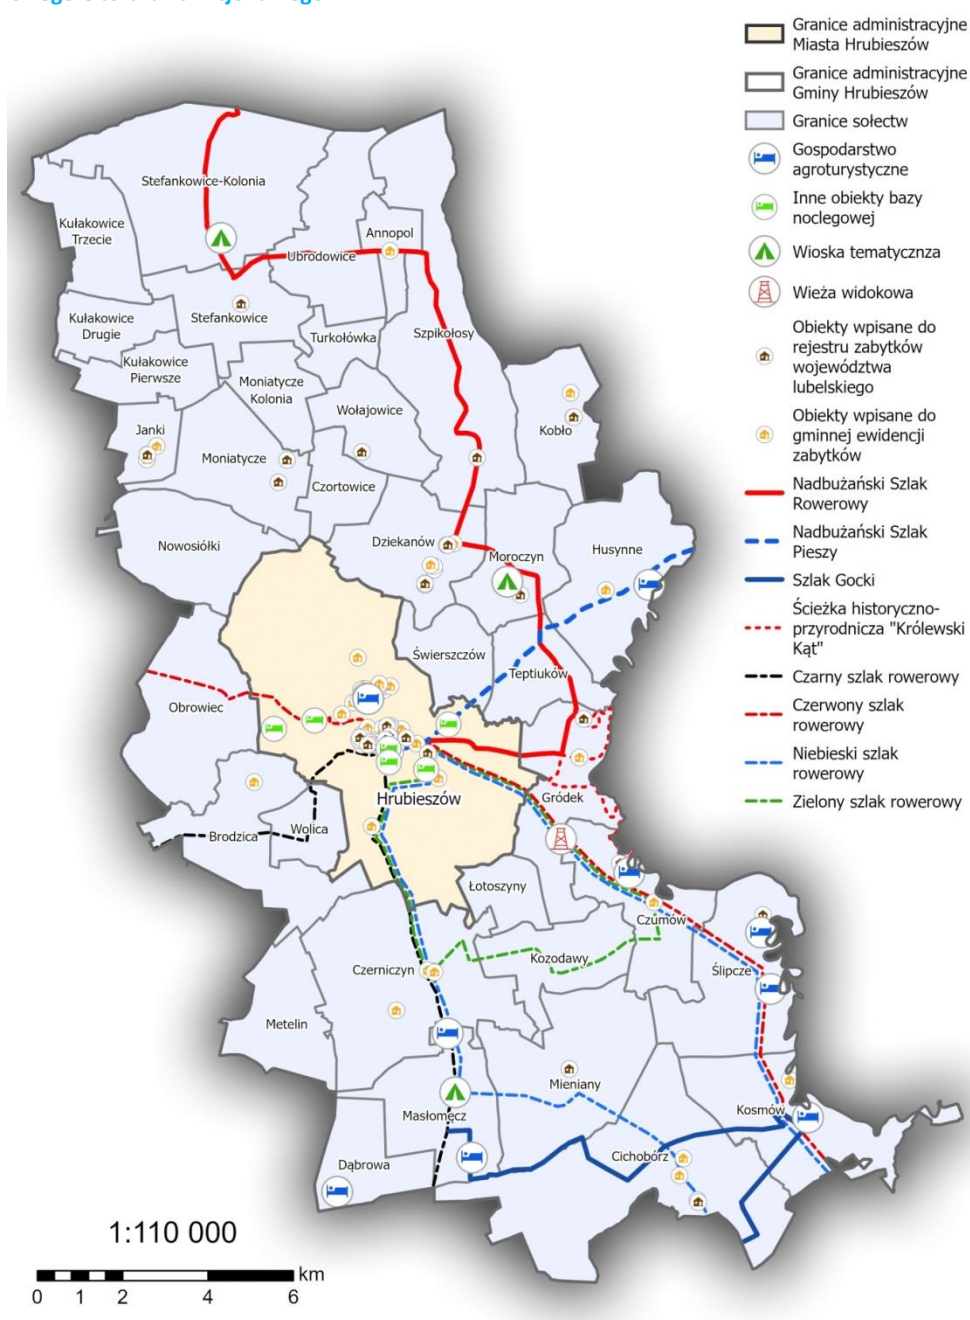 Granice administracyjne
Miasta Hrubieszów
Granice administracyjne
Gminy Hrubieszów
Granice sołectw
Gospodarstwo
agroturystyczne
Inne obiekty bazy
noclegowej
Wioska tematycznza
Wieża widokowa
Obiekty wpisane do
rejestru zabytków
województwa
lubelskiego
Obiekty wpisane do
gminnej ewidencji
zabytków
Nadbużański Szlak
Rowerowy
Nadbużański Szlak
Pieszy
Szlak Gocki
Ścieżka historyczno-
przyrodnicza "Królewski
Kąt"
Czarny szlak rowerowy
Czerwony szlak
rowerowy
Niebieski szlak
rowerowy
Zielony szlak rowerowy
Stefankowice-Kolonia
Kułakowice
Trzecie
Annopol
Ubrodowice
Kułakowice
Drugie
Stefankowice
Turkołówka
Szpikołosy
Kułakowice
Pierwsze
Moniatycze
Kolonia
Wołajowice
Janki
Kobło
Moniatycze
Czortowice
Nowosiółki
Dziekanów
Moroczyn
Husynne
Świerszczów
Teptiuków
Obrowiec
Hrubieszów
Gródek
Brodzica
Wolica
Łotoszyny
Czumów
Czerniczyn
Kozodawy
Ślipcze
Metelin
Mieniany
Masłomęcz
Kosmów
Cichobórz
Dąbrowa
1:110 000
km
0 1 2 4 6